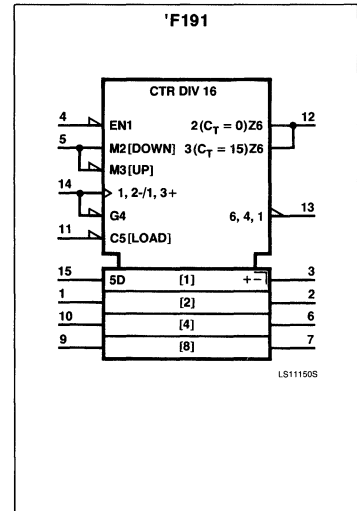 'F191
CTR DIV 16
4 EN1 2(CT = 0)Z6 12
5 M2[DOWN] 3(CT = 15)Z6
M3[UP]
14 1, 2-/1, 3+
G4 6, 4, 1 13
11 C5[LOAD]
15 5D [1] +- 3
1 [2] 2
10 [4] 6
9 [8] 7
LS11150S